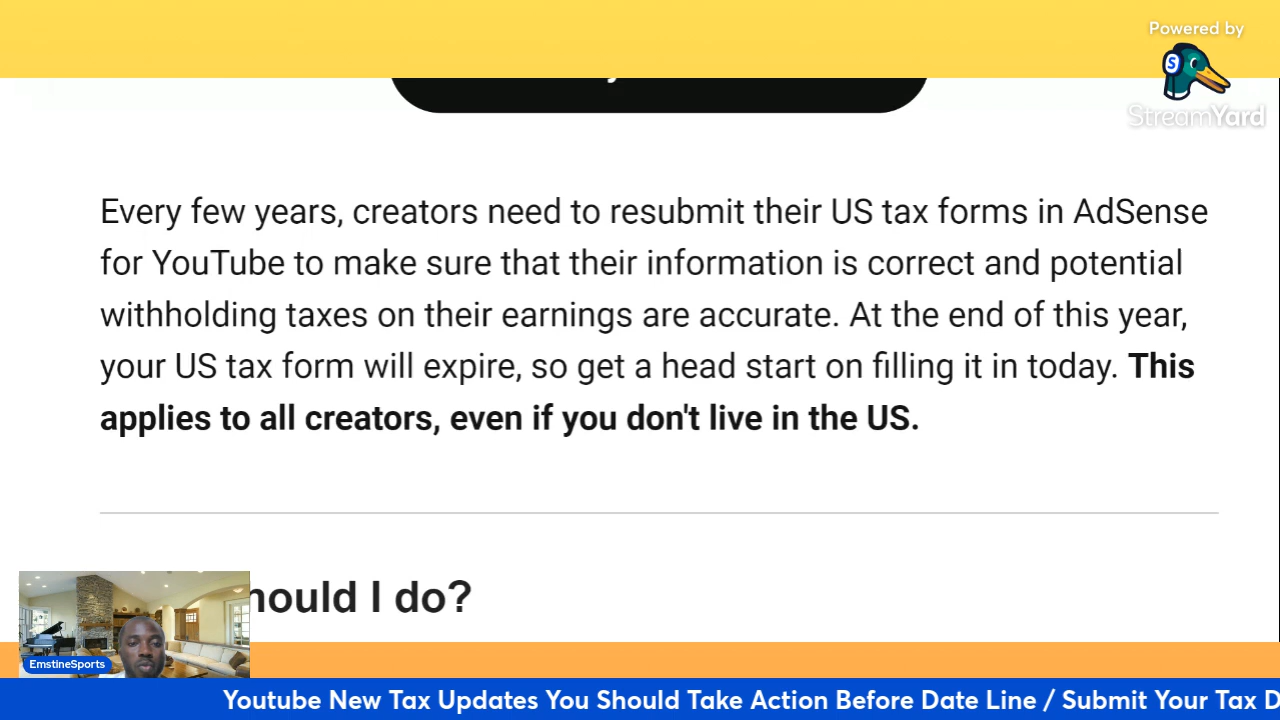 Powered by
StreamYard
Every few years, creators need to resubmit their US tax forms in AdSense
for YouTube to make sure that their information is correct and potential
withholding taxes on their earnings are accurate. At the end of this year,
your US tax form will expire, so get a head start on filling it in today. This
applies to all creators, even if you don't live in the US.
hould I do?
EmstineSports
Youtube New Tax Updates You Should Take Action Before Date Line / Submit Your Tax